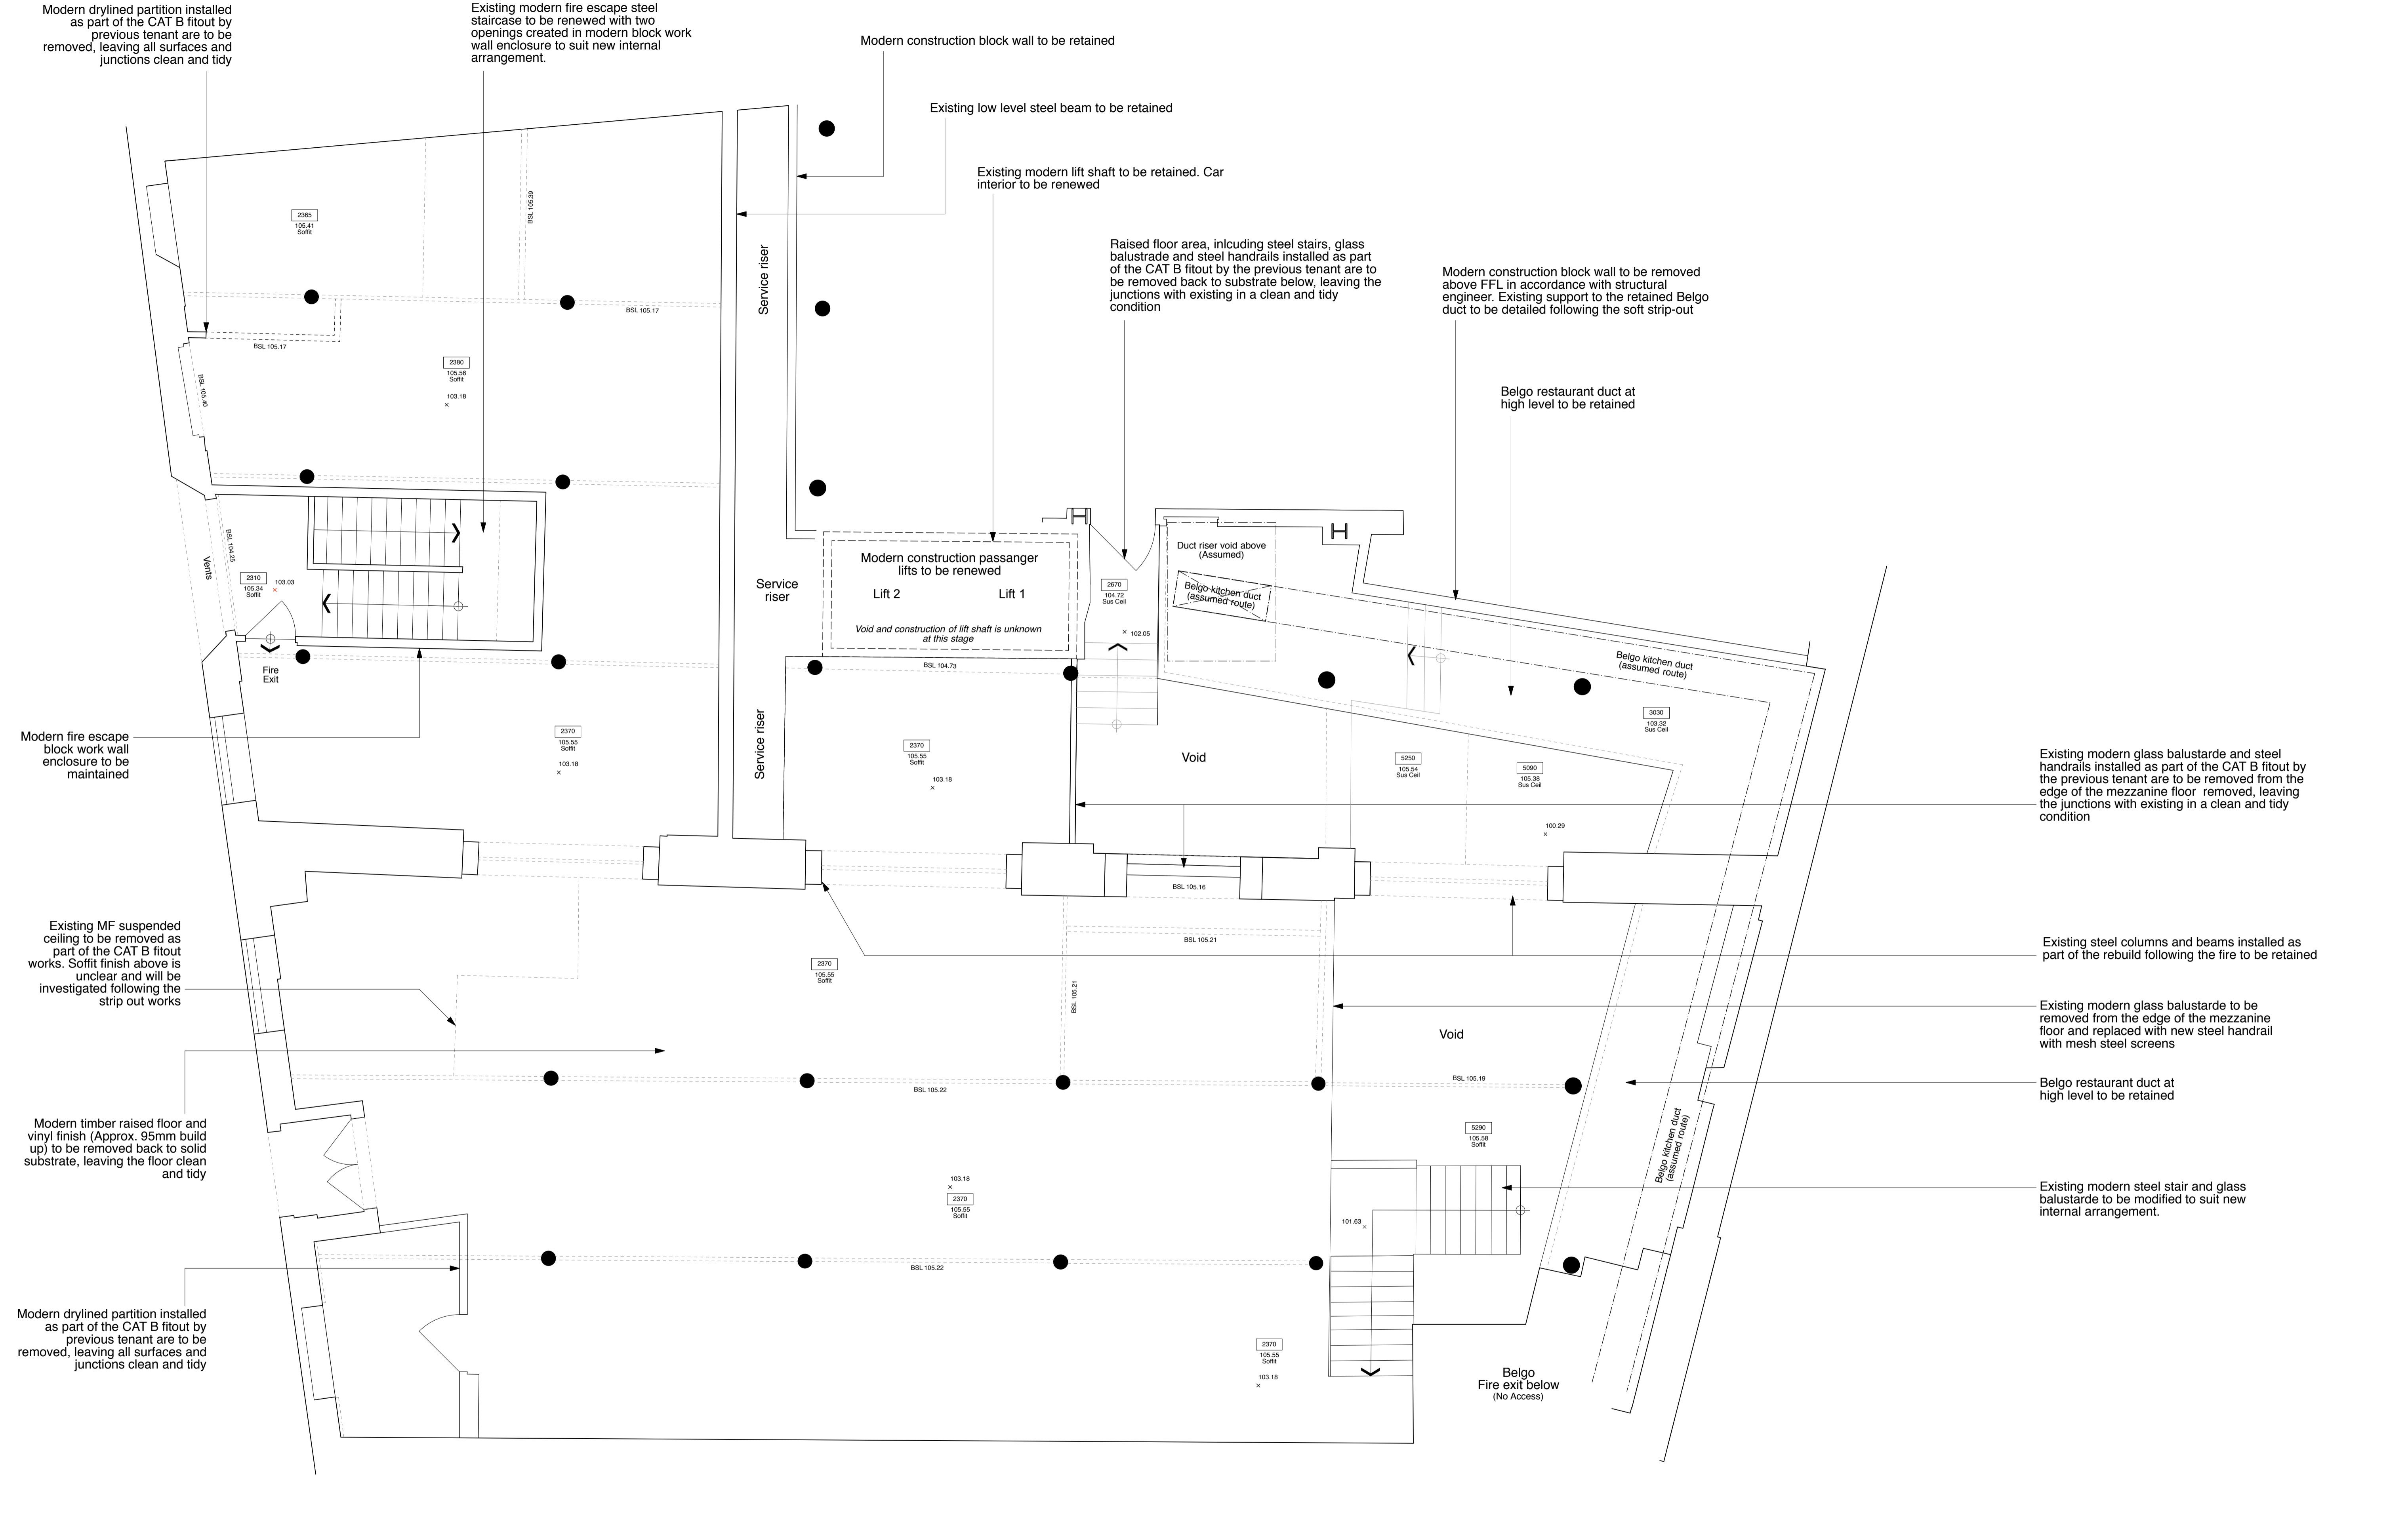 Modern drylined partition installed
as part of the CAT B fitout by
previous tenant are to be
removed, leaving all surfaces and
junctions clean and tidy
Existing modern fire escape steel
staircase to be renewed with two
openings created in modern block work
wall enclosure to suit new internal
arrangement.
Modern construction block wall to be retained
Existing low level steel beam to be retained
Existing modern lift shaft to be retained. Car
interior to be renewed
Raised floor area, inlcuding steel stairs, glass
balustrade and steel handrails installed as part
of the CAT B fitout by the previous tenant are to
be removed back to substrate below, leaving the
junctions with existing in a clean and tidy
condition
Modern construction block wall to be removed
above FFL in accordance with structural
engineer. Existing support to the retained Belgo
duct to be detailed following the soft strip-out
Belgo restaurant duct at
high level to be retained
2365
105.41
Soffit
BSL 105.39
BSL 105.17
BSL 105.17
BSL 105.40
2380
105.56
Soffit
103.18
Service riser
Vents
BSL 104.25
2310
105.34
Soffit
103.03
Fire
Exit
Service
riser
Modern construction passanger
lifts to be renewed
Lift 2
Lift 1
Void and construction of lift shaft is unknown
at this stage
2670
104.72
Sus Ceil
102.05
Duct riser void above
(Assumed)
Belgo kitchen duct
(assumed route)
Belgo kitchen duct
(assumed route)
BSL 104.73
3030
103.32
Sus Ceil
Modern fire escape
block work wall
enclosure to be
maintained
2370
105.55
Soffit
103.18
Service riser
2370
105.55
Soffit
103.18
Void
5250
105.54
Sus Ceil
5090
105.38
Sus Ceil
100.29
Existing modern glass balustarde and steel
handrails installed as part of the CAT B fitout by
the previous tenant are to be removed from the
edge of the mezzanine floor  removed, leaving
the junctions with existing in a clean and tidy
condition
BSL 105.16
Existing MF suspended
ceiling to be removed as
part of the CAT B fitout
works. Soffit finish above is
unclear and will be
investigated following the
strip out works
2370
105.55
Soffit
BSL 105.21
BSL 105.21
Existing steel columns and beams installed as
part of the rebuild following the fire to be retained
Existing modern glass balustarde to be
removed from the edge of the mezzanine
floor and replaced with new steel handrail
with mesh steel screens
Void
BSL 105.22
BSL 105.19
Belgo restaurant duct at
high level to be retained
Modern timber raised floor and
vinyl finish (Approx. 95mm build
up) to be removed back to solid
substrate, leaving the floor clean
and tidy
5290
105.58
Soffit
Belgo kitchen duct
(assumed route)
103.18
2370
105.55
Soffit
101.63
Existing modern steel stair and glass
balustarde to be modified to suit new
internal arrangement.
BSL 105.22
Modern drylined partition installed
as part of the CAT B fitout by
previous tenant are to be
removed, leaving all surfaces and
junctions clean and tidy
2370
105.55
Soffit
103.18
Belgo
Fire exit below
(No Access)